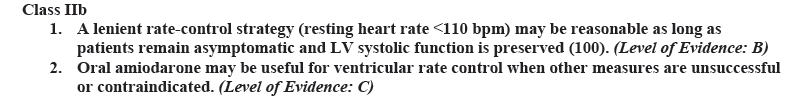 Class IIb
1. A lenient rate-control strategy (resting heart rate <110 bpm) may be reasonable as long as
patients remain asymptomatic and LV systolic function is preserved (100). (Level of Evidence: B)
2. Oral amiodarone may be useful for ventricular rate control when other measures are unsuccessful
or contraindicated. (Level of Evidence: C)